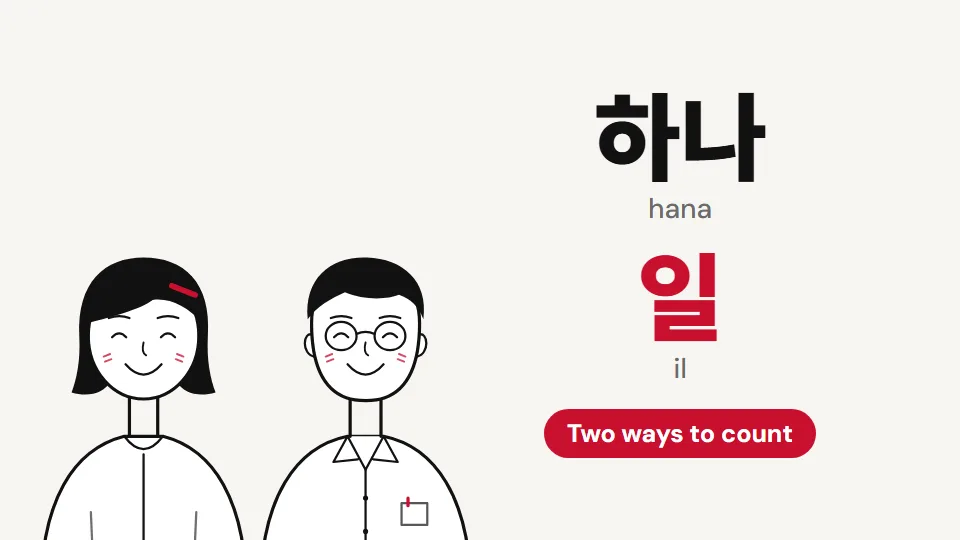 하나
hana
일
il
Two ways to count